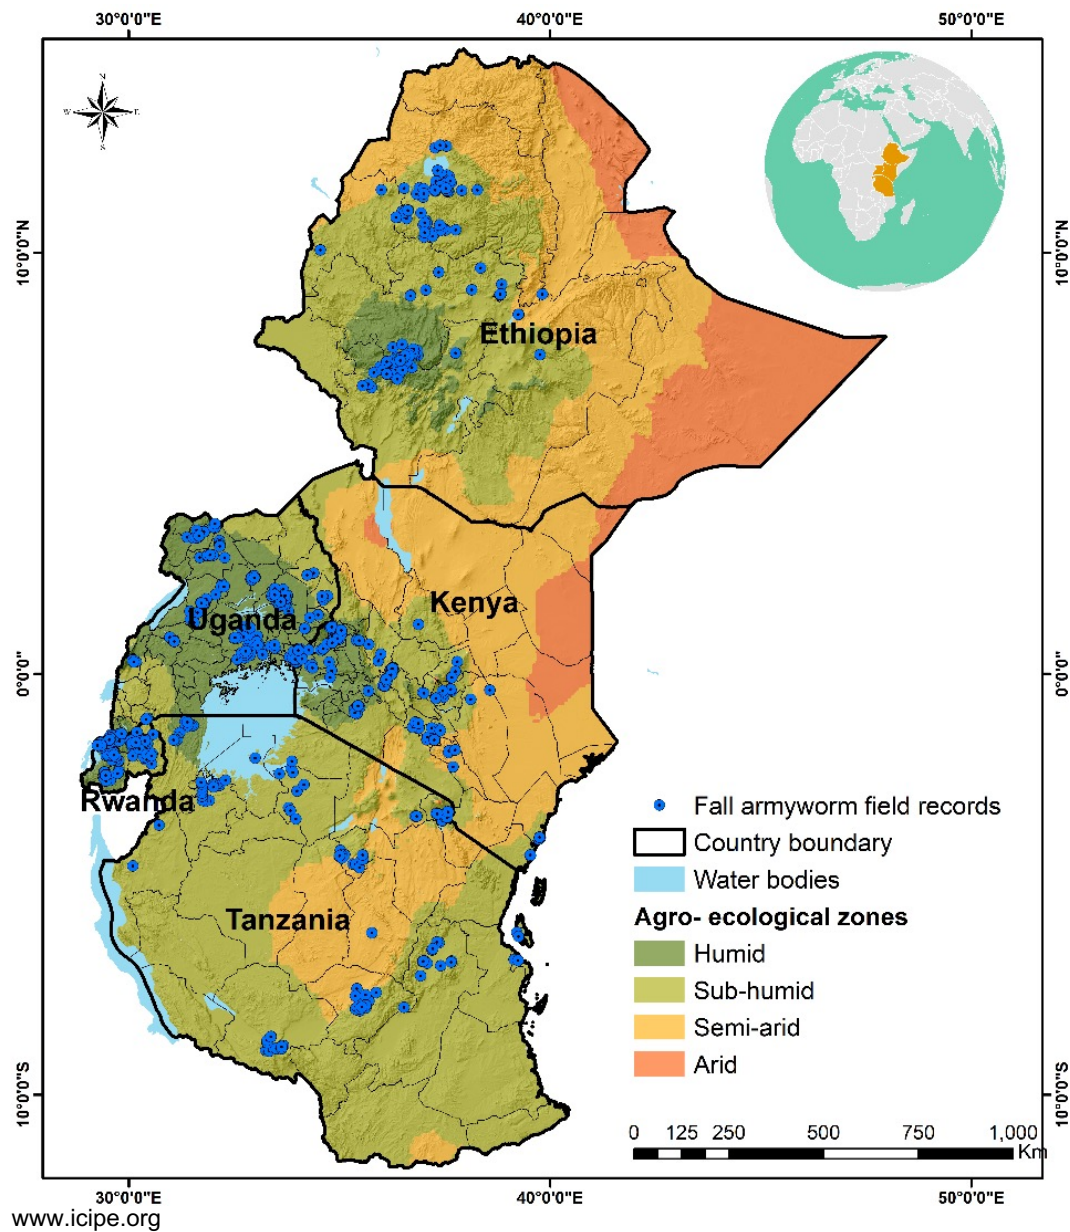 30°0'0"E 40°0'0"E 50°0'0"E
N
W E
S
10°0'0"N 10°0'0"N
Ethiopia
Kenya
Uganda
0°0'0" 0°0'0"
Rwanda
Fall armyworm field records
Country boundary
Water bodies
Tanzania
Agro- ecological zones
Humid
Sub-humid
Semi-arid
Arid
10°0'0"S 10°0'0"S
0 125 250 500 750 1,000
Km
30°0'0"E 40°0'0"E 50°0'0"E
www.icipe.org